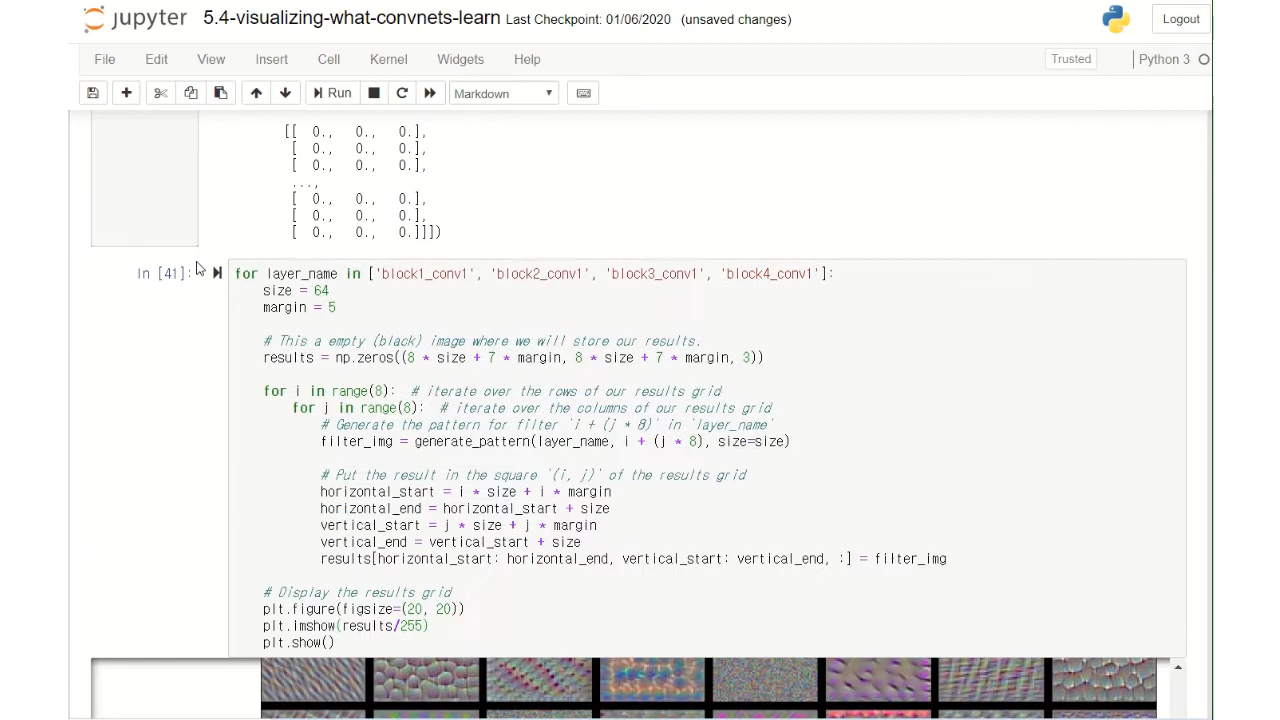 jupyter 5.4-visualizing-what-convnets-learn Last Checkpoint: 01/06/2020 (unsaved changes) Logout
File Edit View Insert Cell Kernel Widgets Help Trusted Python 3
Run Markdown
[[ 0., 0., 0.],
[ 0., 0., 0.],
[ 0., 0., 0.],
...,
[ 0., 0., 0.],
[ 0., 0., 0.],
[ 0., 0., 0.]]])
In [41]: for layer_name in ['block1_conv1', 'block2_conv1', 'block3_conv1', 'block4_conv1']:
size = 64
margin = 5
# This a empty (black) image where we will store our results.
results = np.zeros((8 * size + 7 * margin, 8 * size + 7 * margin, 3))
for i in range(8): # iterate over the rows of our results grid
for j in range(8): # iterate over the columns of our results grid
# Generate the pattern for filter `i + (j * 8)` in `layer_name`
filter_img = generate_pattern(layer_name, i + (j * 8), size=size)
# Put the result in the square `(i, j)` of the results grid
horizontal_start = i * size + i * margin
horizontal_end = horizontal_start + size
vertical_start = j * size + j * margin
vertical_end = vertical_start + size
results[horizontal_start: horizontal_end, vertical_start: vertical_end, :] = filter_img
# Display the results grid
plt.figure(figsize=(20, 20))
plt.imshow(results/255)
plt.show()